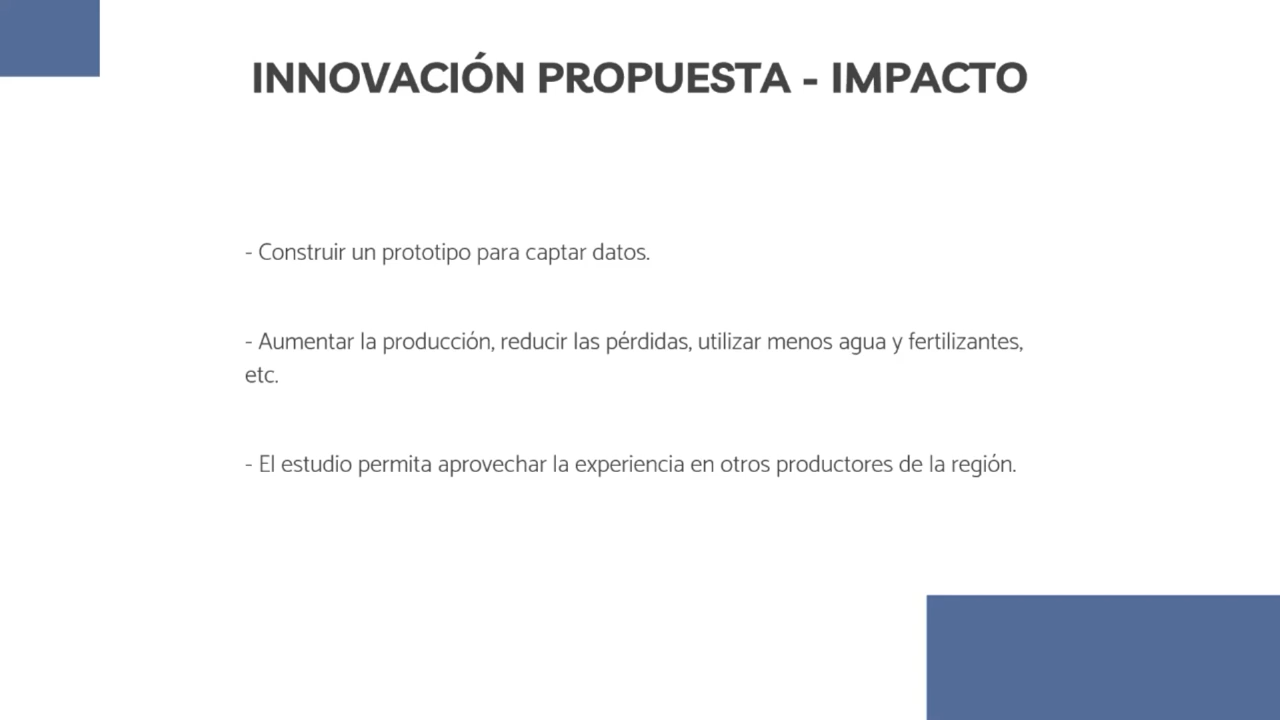 INNOVACIÓN PROPUESTA - IMPACTO
- Construir un prototipo para captar datos.
- Aumentar la producción, reducir las pérdidas, utilizar menos agua y fertilizantes,
etc.
- El estudio permita aprovechar la experiencia en otros productores de la región.